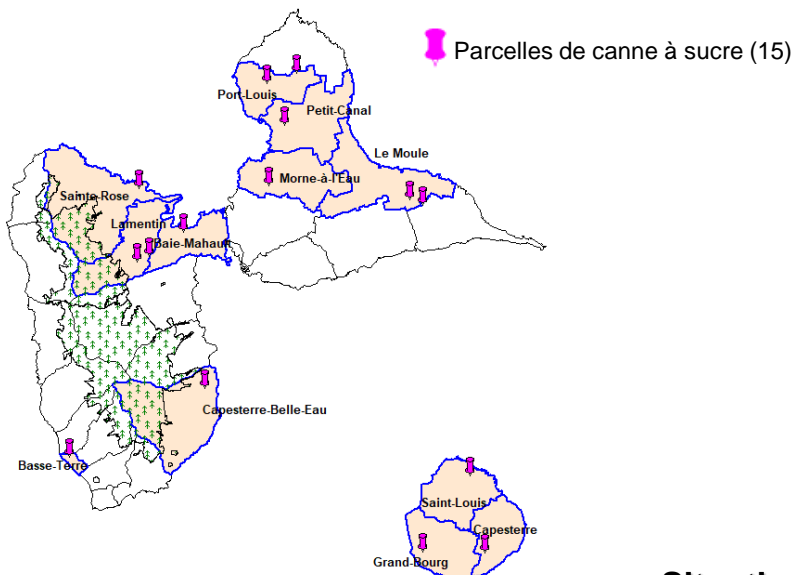 Parcelles de canne à sucre (15)
Port-Louis
Petit-Canal
Le Moule
Morne-à-l'Eau
Sainte-Rose
Lamentin
Baie-Mahault
Capesterre-Belle-Eau
Basse-Terre
Saint-Louis
Capesterre
Grand-Bourg